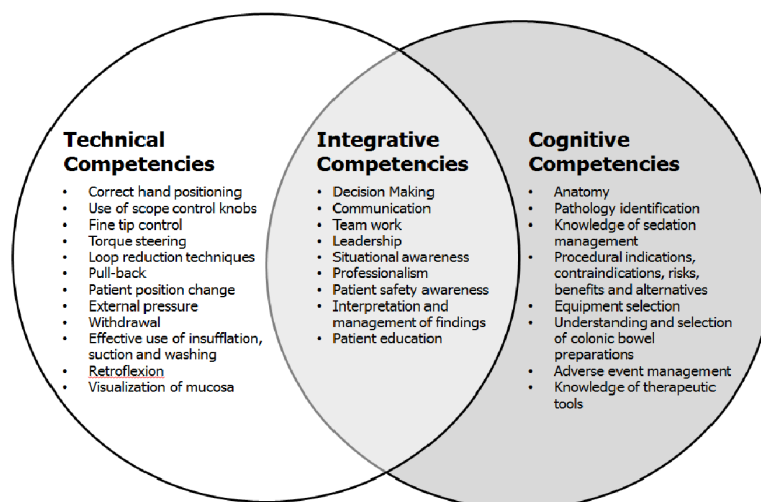 Technical
Competencies
• Correct hand positioning
• Use of scope control knobs
• Fine tip control
• Torque steering
• Loop reduction techniques
• Pull-back
• Patient position change
• External pressure
• Withdrawal
• Effective use of insufflation,
suction and washing
• Retroflexion
• Visualization of mucosa
Integrative
Competencies
• Decision Making
• Communication
• Team work
• Leadership
• Situational awareness
• Professionalism
• Patient safety awareness
• Interpretation and
management of findings
• Patient education
Cognitive
Competencies
• Anatomy
• Pathology identification
• Knowledge of sedation
management
• Procedural indications,
contraindications, risks,
benefits and alternatives
• Equipment selection
• Understanding and selection
of colonic bowel
preparations
• Adverse event management
• Knowledge of therapeutic
tools